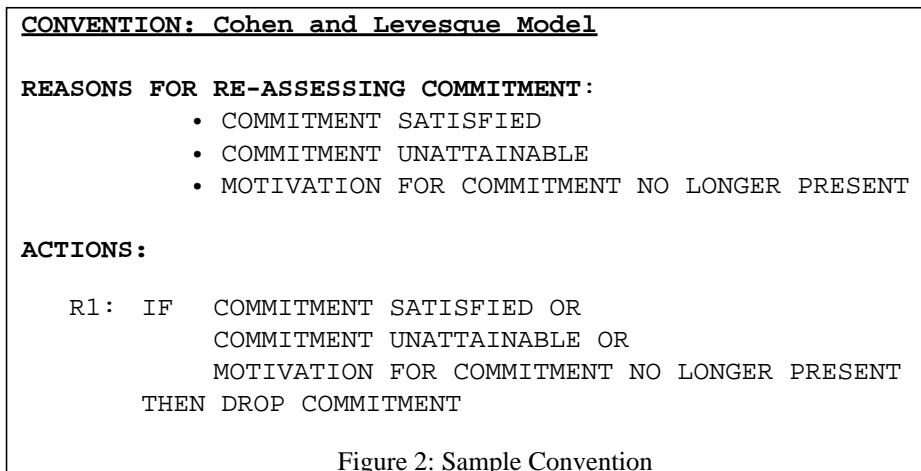 CONVENTION: Cohen and Levesque Model
REASONS FOR RE-ASSESSING COMMITMENT:
• COMMITMENT SATISFIED
• COMMITMENT UNATTAINABLE
• MOTIVATION FOR COMMITMENT NO LONGER PRESENT
ACTIONS:
R1: IF COMMITMENT SATISFIED OR
COMMITMENT UNATTAINABLE OR
MOTIVATION FOR COMMITMENT NO LONGER PRESENT
THEN DROP COMMITMENT
Figure 2: Sample Convention